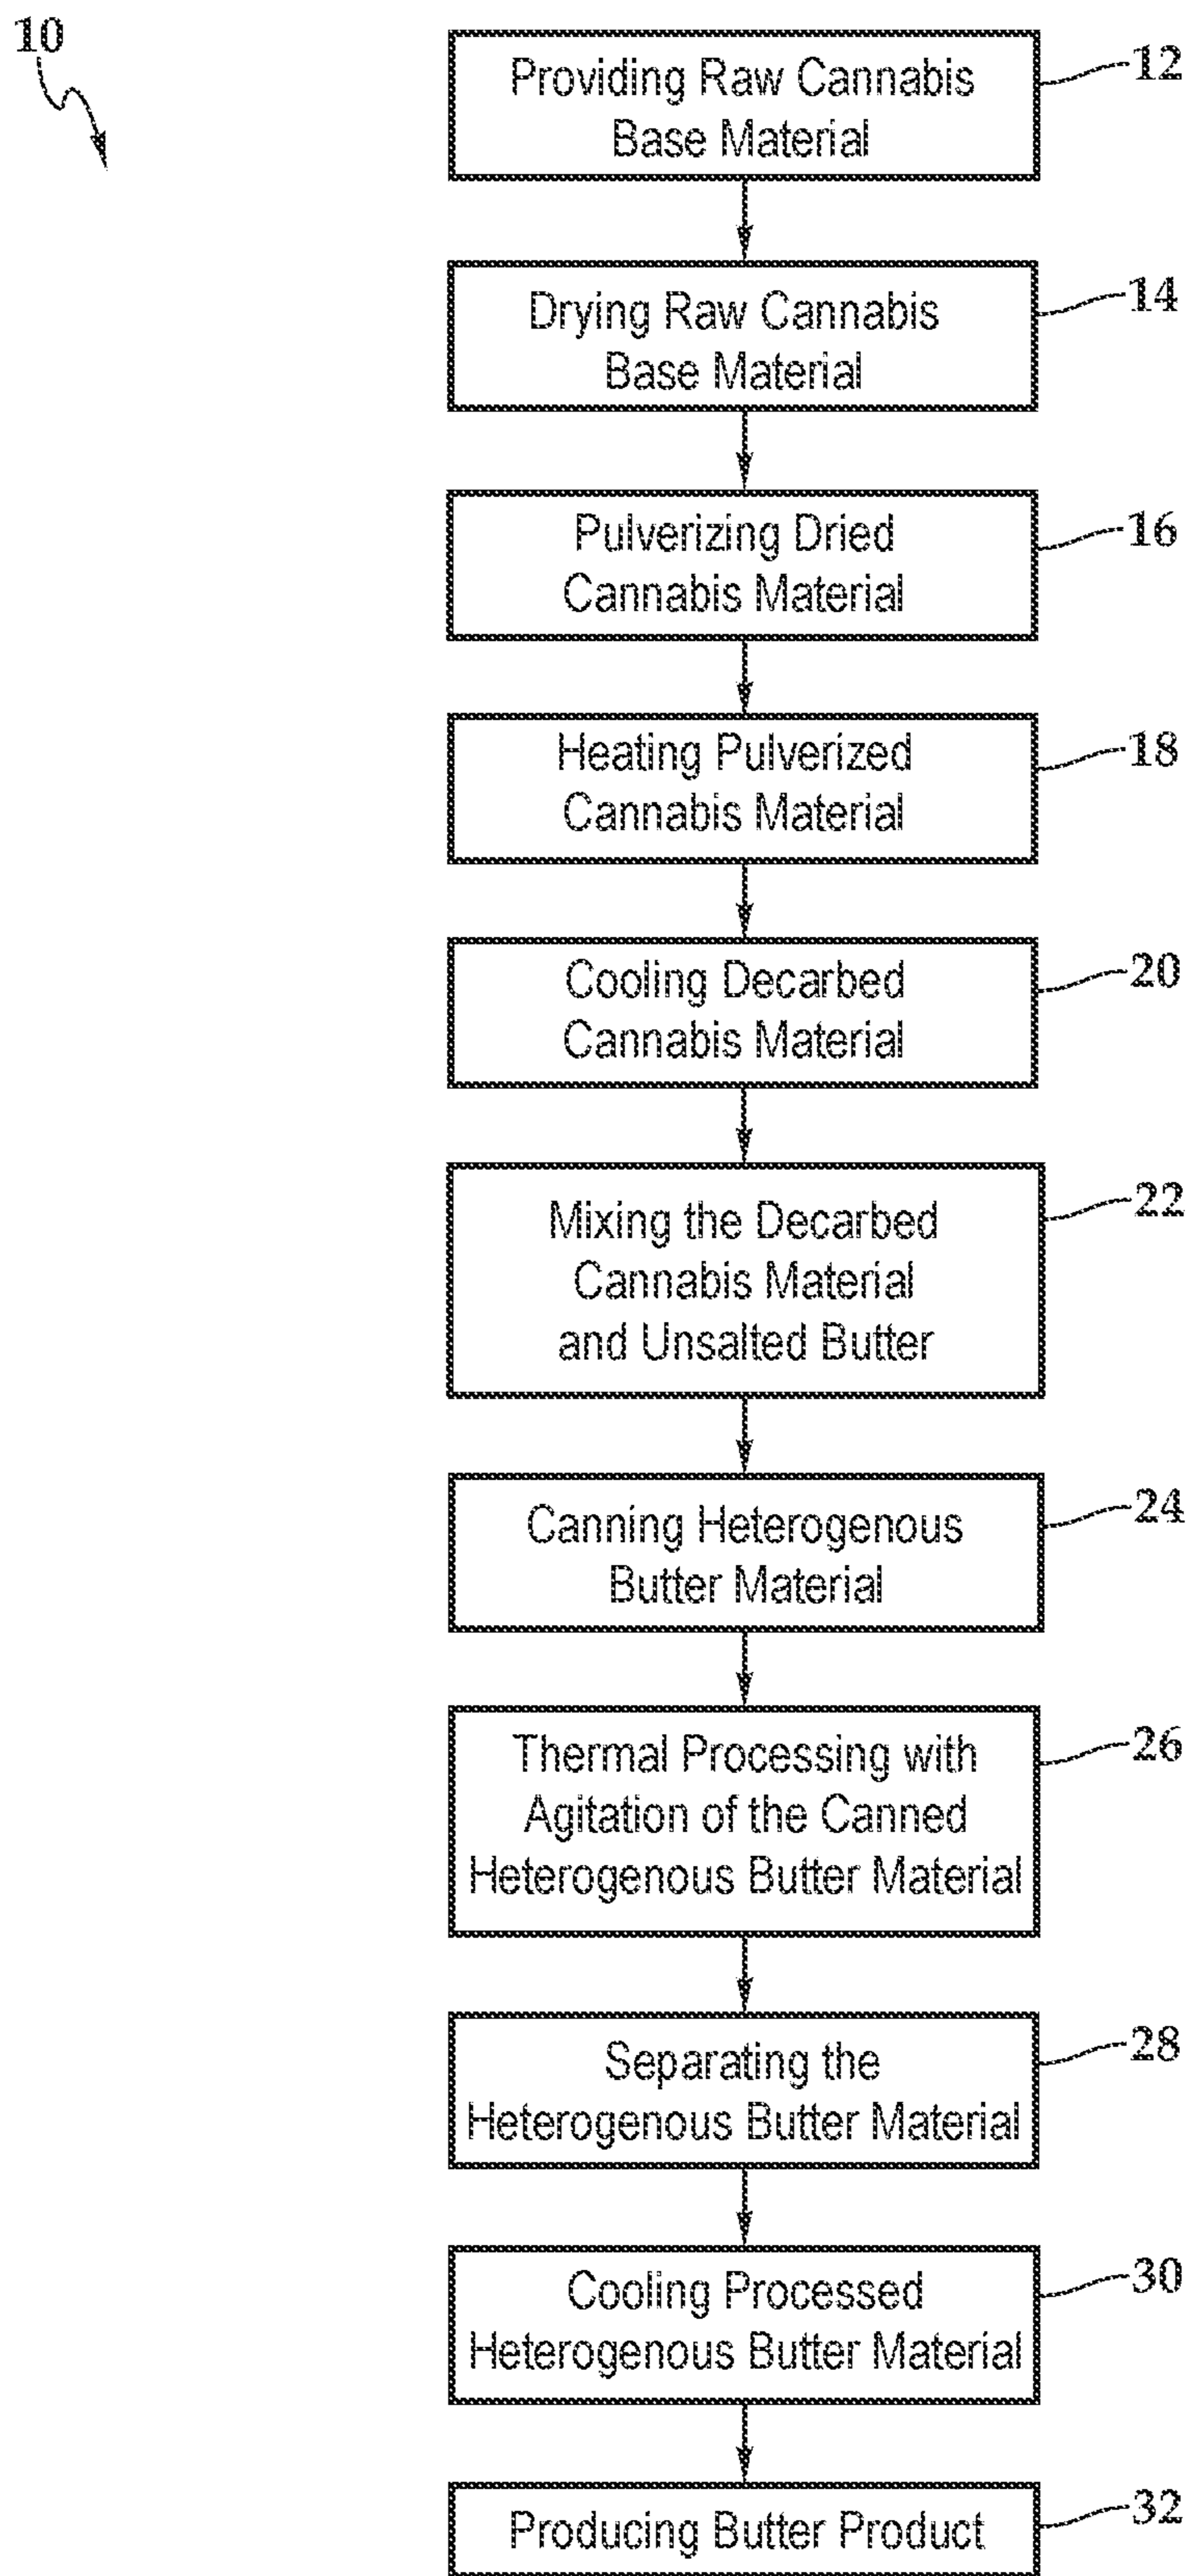 10
Providing Raw Cannabis
Base Material
12
Drying Raw Cannabis
Base Material
14
Pulverizing Dried
Cannabis Material
16
Heating Pulverized
Cannabis Material
18
Cooling Decarbed
Cannabis Material
20
Mixing the Decarbed
Cannabis Material
and Unsalted Butter
22
Canning Heterogenous
Butter Material
24
Thermal Processing with
Agitation of the Canned
Heterogenous Butter Material
26
Separating the
Heterogenous Butter Material
28
Cooling Processed
Heterogenous Butter Material
30
Producing Butter Product
32